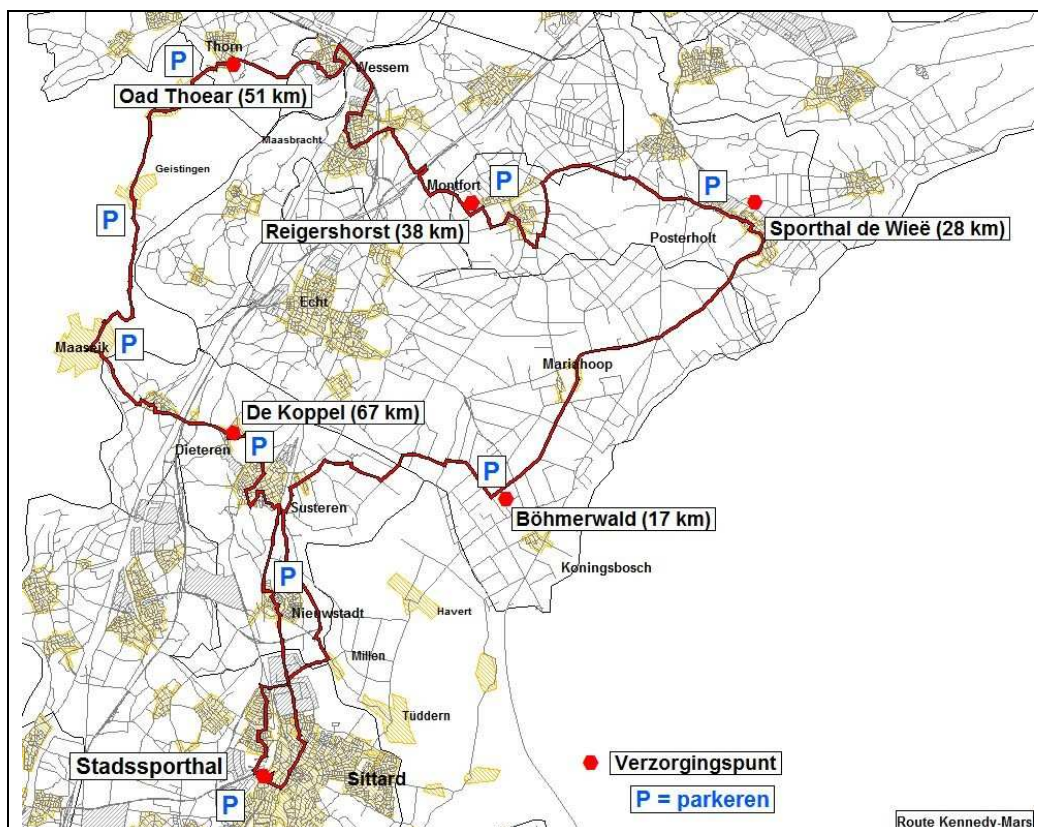 Thorn
P
Wessem
Oad Thoear (51 km)
Maasbracht
Geistingen
Montfort
P
P
P
Reigershorst (38 km)
Sporthal de Wieë (28 km)
Posterholt
Echt
Maaseik
P
Mariahoop
De Koppel (67 km)
Dieteren
P
P
Susteren
Böhmerwald (17 km)
Koningsbosch
P
Nieuwstadt
Havert
Millen
Tüddern
Stadssporthal
Sittard
Verzorgingspunt
P
P = parkeren
Route Kennedy-Mars